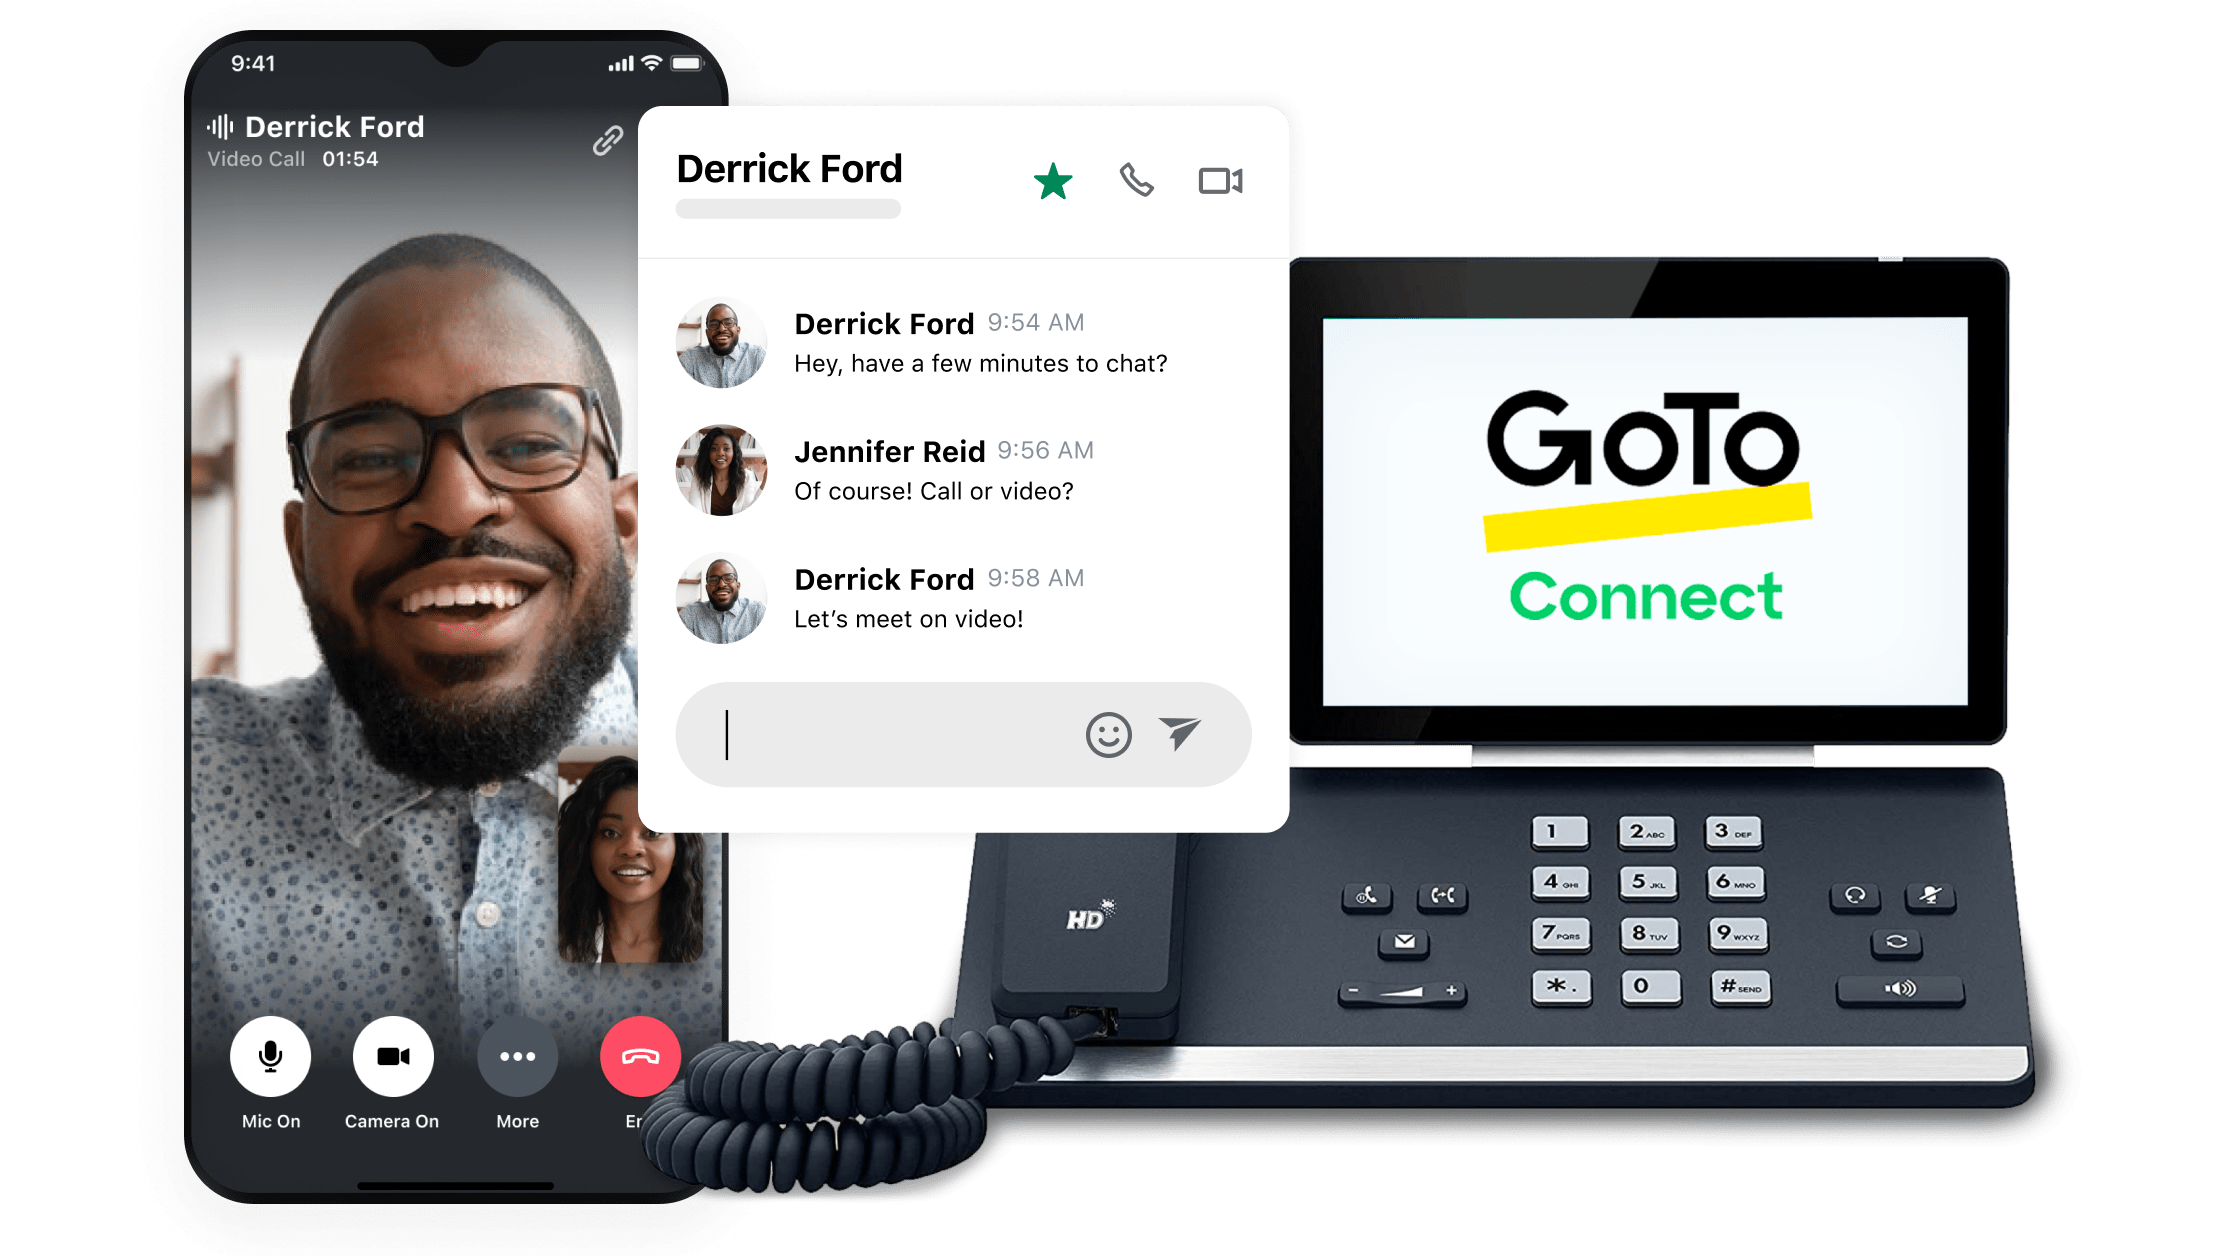 9:41
Derrick Ford
Video Call 01:54
Mic On
Camera On
More
Derrick Ford
Derrick Ford 9:54 AM
Hey, have a few minutes to chat?
Jennifer Reid 9:56 AM
Of course! Call or video?
Derrick Ford 9:58 AM
Let’s meet on video!
GoTo
Connect
HD
1
2 ABC
3 DEF
4 GHI
5 JKL
6 MNO
7 PQRS
8 TUV
9 WXYZ
* .
0
# SEND
- +